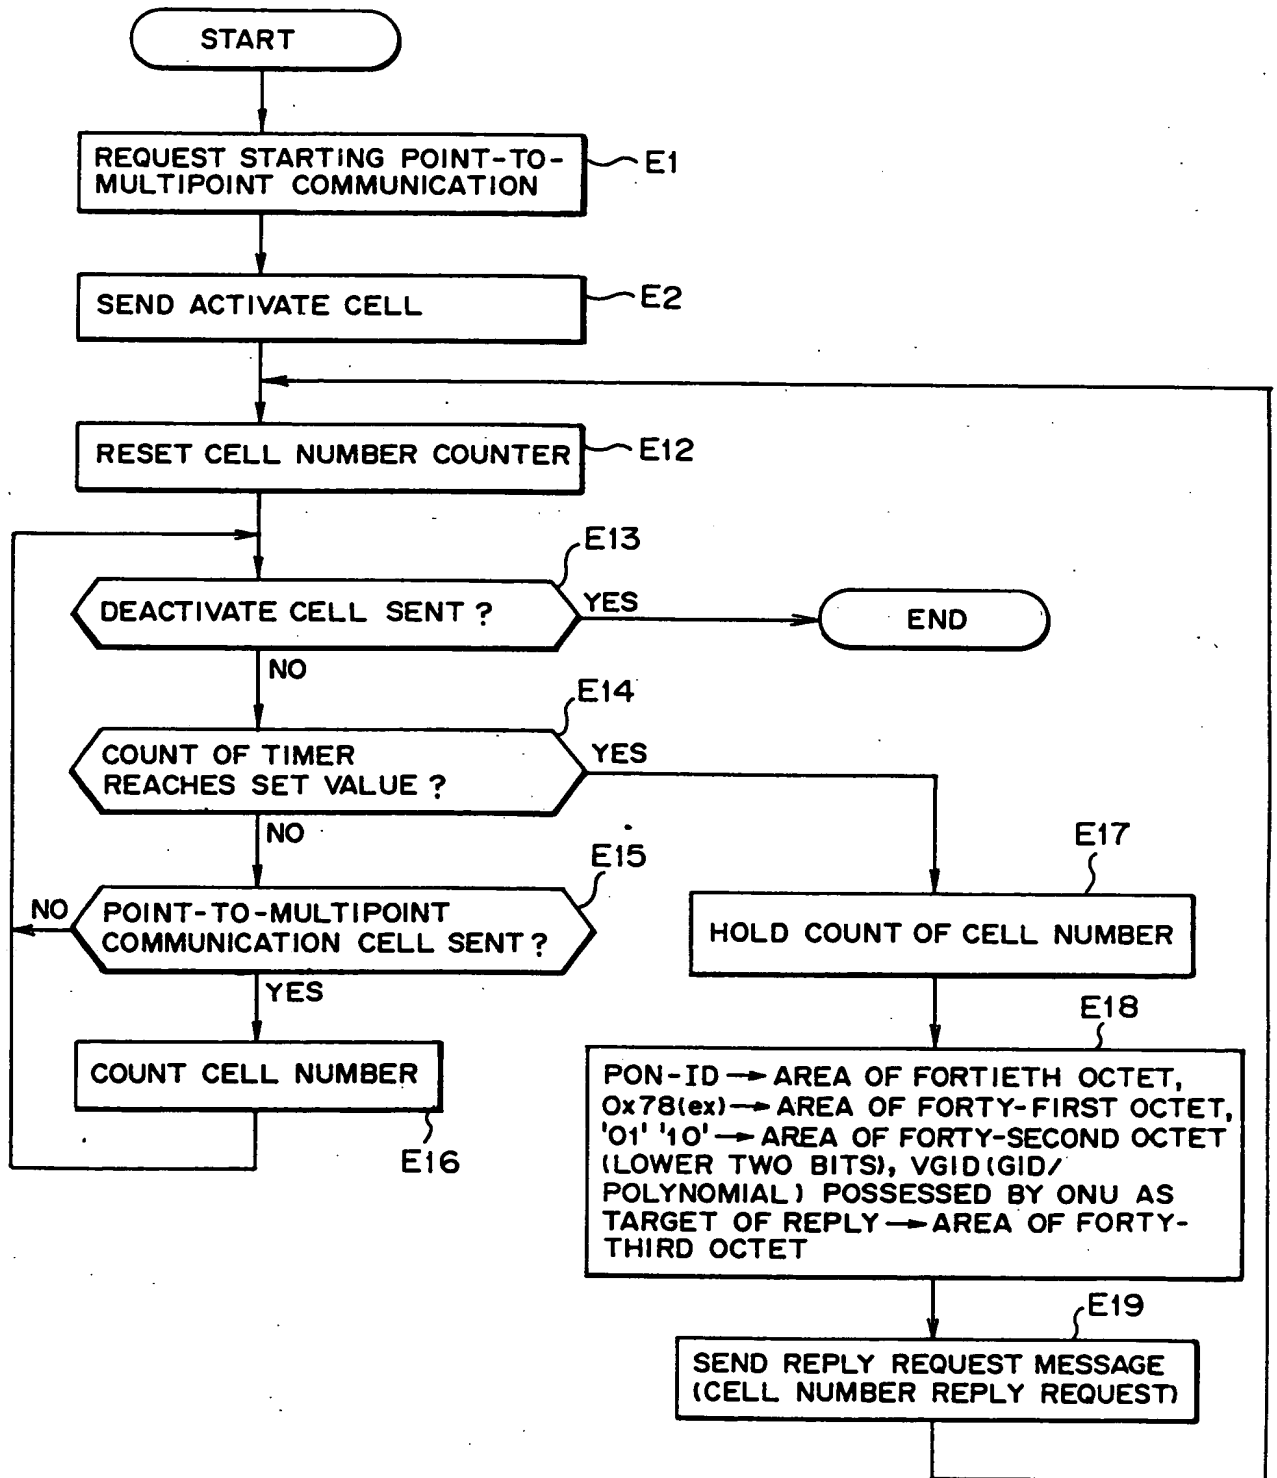 START
REQUEST STARTING POINT-TO-
MULTIPOINT COMMUNICATION
E1
SEND ACTIVATE CELL
E2
RESET CELL NUMBER COUNTER
E12
E13
DEACTIVATE CELL SENT ?
YES
END
NO
E14
COUNT OF TIMER
REACHES SET VALUE ?
YES
NO
E15
NO
POINT-TO-MULTIPOINT
COMMUNICATION CELL SENT ?
YES
COUNT CELL NUMBER
E16
E17
HOLD COUNT OF CELL NUMBER
E18
PON-ID → AREA OF FORTIETH OCTET,
0x78(ex) → AREA OF FORTY-FIRST OCTET,
'01' '10' → AREA OF FORTY-SECOND OCTET
(LOWER TWO BITS), VGID (GID/
POLYNOMIAL) POSSESSED BY ONU AS
TARGET OF REPLY → AREA OF FORTY-
THIRD OCTET
E19
SEND REPLY REQUEST MESSAGE
(CELL NUMBER REPLY REQUEST)